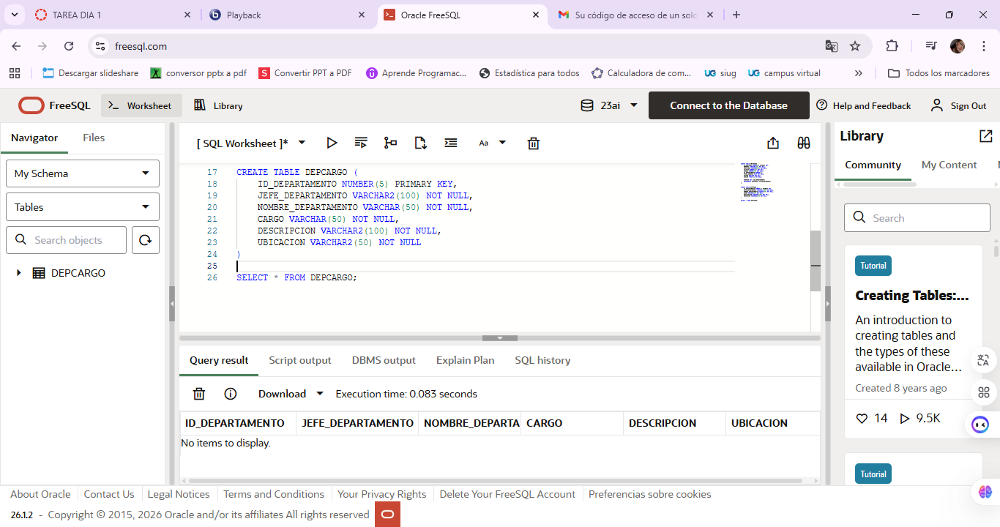 TAREA DIA 1
Playback
Oracle FreeSQL
Su código de acceso de un solo
freesql.com
Descargar slideshare
conversor pptx a pdf
Convertir PPT a PDF
Aprende Programac...
Estadística para todos
Calculadora de com...
UG siug
UG campus virtual
Todos los marcadores
FreeSQL
Worksheet
Library
23ai
Connect to the Database
Help and Feedback
Sign Out
Navigator
Files
My Schema
Tables
Search objects
DEPCARGO
[ SQL Worksheet ]*
Aa
17 CREATE TABLE DEPCARGO (
18 ID_DEPARTAMENTO NUMBER(5) PRIMARY KEY,
19 JEFE_DEPARTAMENTO VARCHAR2(100) NOT NULL,
20 NOMBRE_DEPARTAMENTO VARCHAR(50) NOT NULL,
21 CARGO VARCHAR(50) NOT NULL,
22 DESCRIPCION VARCHAR2(100) NOT NULL,
23 UBICACION VARCHAR2(50) NOT NULL
24 )
25
26 SELECT * FROM DEPCARGO;
Query result
Script output
DBMS output
Explain Plan
SQL history
Download
Execution time: 0.083 seconds
ID_DEPARTAMENTO
JEFE_DEPARTAMENTO
NOMBRE_DEPARTA
CARGO
DESCRIPCION
UBICACION
No items to display.
Library
Community
My Content
Search
Tutorial
Creating Tables:...
An introduction to
creating tables and
the types of these
available in Oracle...
Created 8 years ago
14
9.5K
Tutorial
About Oracle
Contact Us
Legal Notices
Terms and Conditions
Your Privacy Rights
Delete Your FreeSQL Account
Preferencias sobre cookies
26.1.2 - Copyright © 2015, 2026 Oracle and/or its affiliates All rights reserved